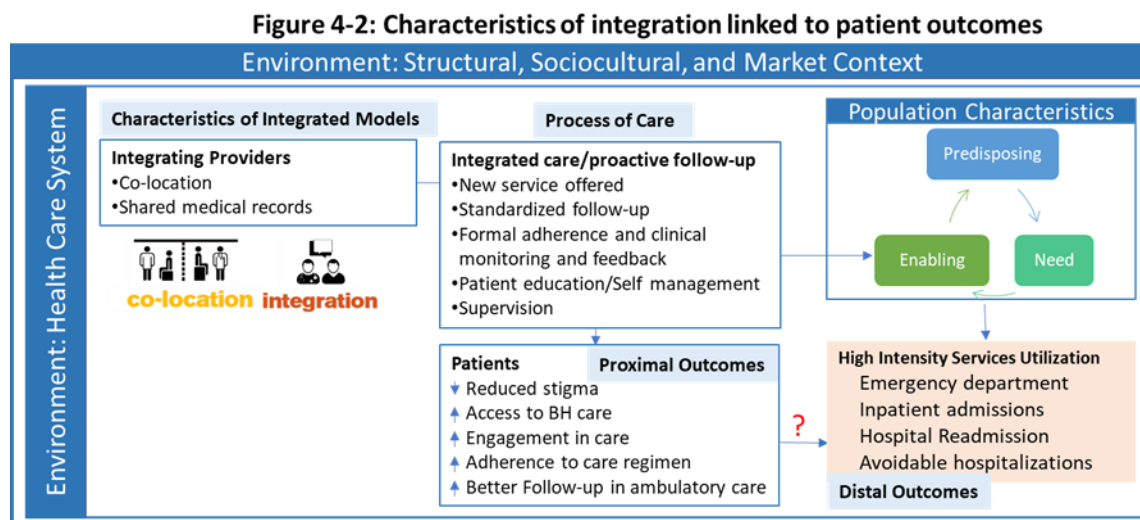 Figure 4-2: Characteristics of integration linked to patient outcomes
Environment: Structural, Sociocultural, and Market Context
Environment: Health Care System
Characteristics of Integrated Models
Integrating Providers
•Co-location
•Shared medical records
co-location
integration
Process of Care
Integrated care/proactive follow-up
•New service offered
•Standardized follow-up
•Formal adherence and clinical
monitoring and feedback
•Patient education/Self management
•Supervision
Population Characteristics
Predisposing
Enabling
Need
Patients
Proximal Outcomes
Reduced stigma
Access to BH care
Engagement in care
Adherence to care regimen
Better Follow-up in ambulatory care
?
High Intensity Services Utilization
Emergency department
Inpatient admissions
Hospital Readmission
Avoidable hospitalizations
Distal Outcomes